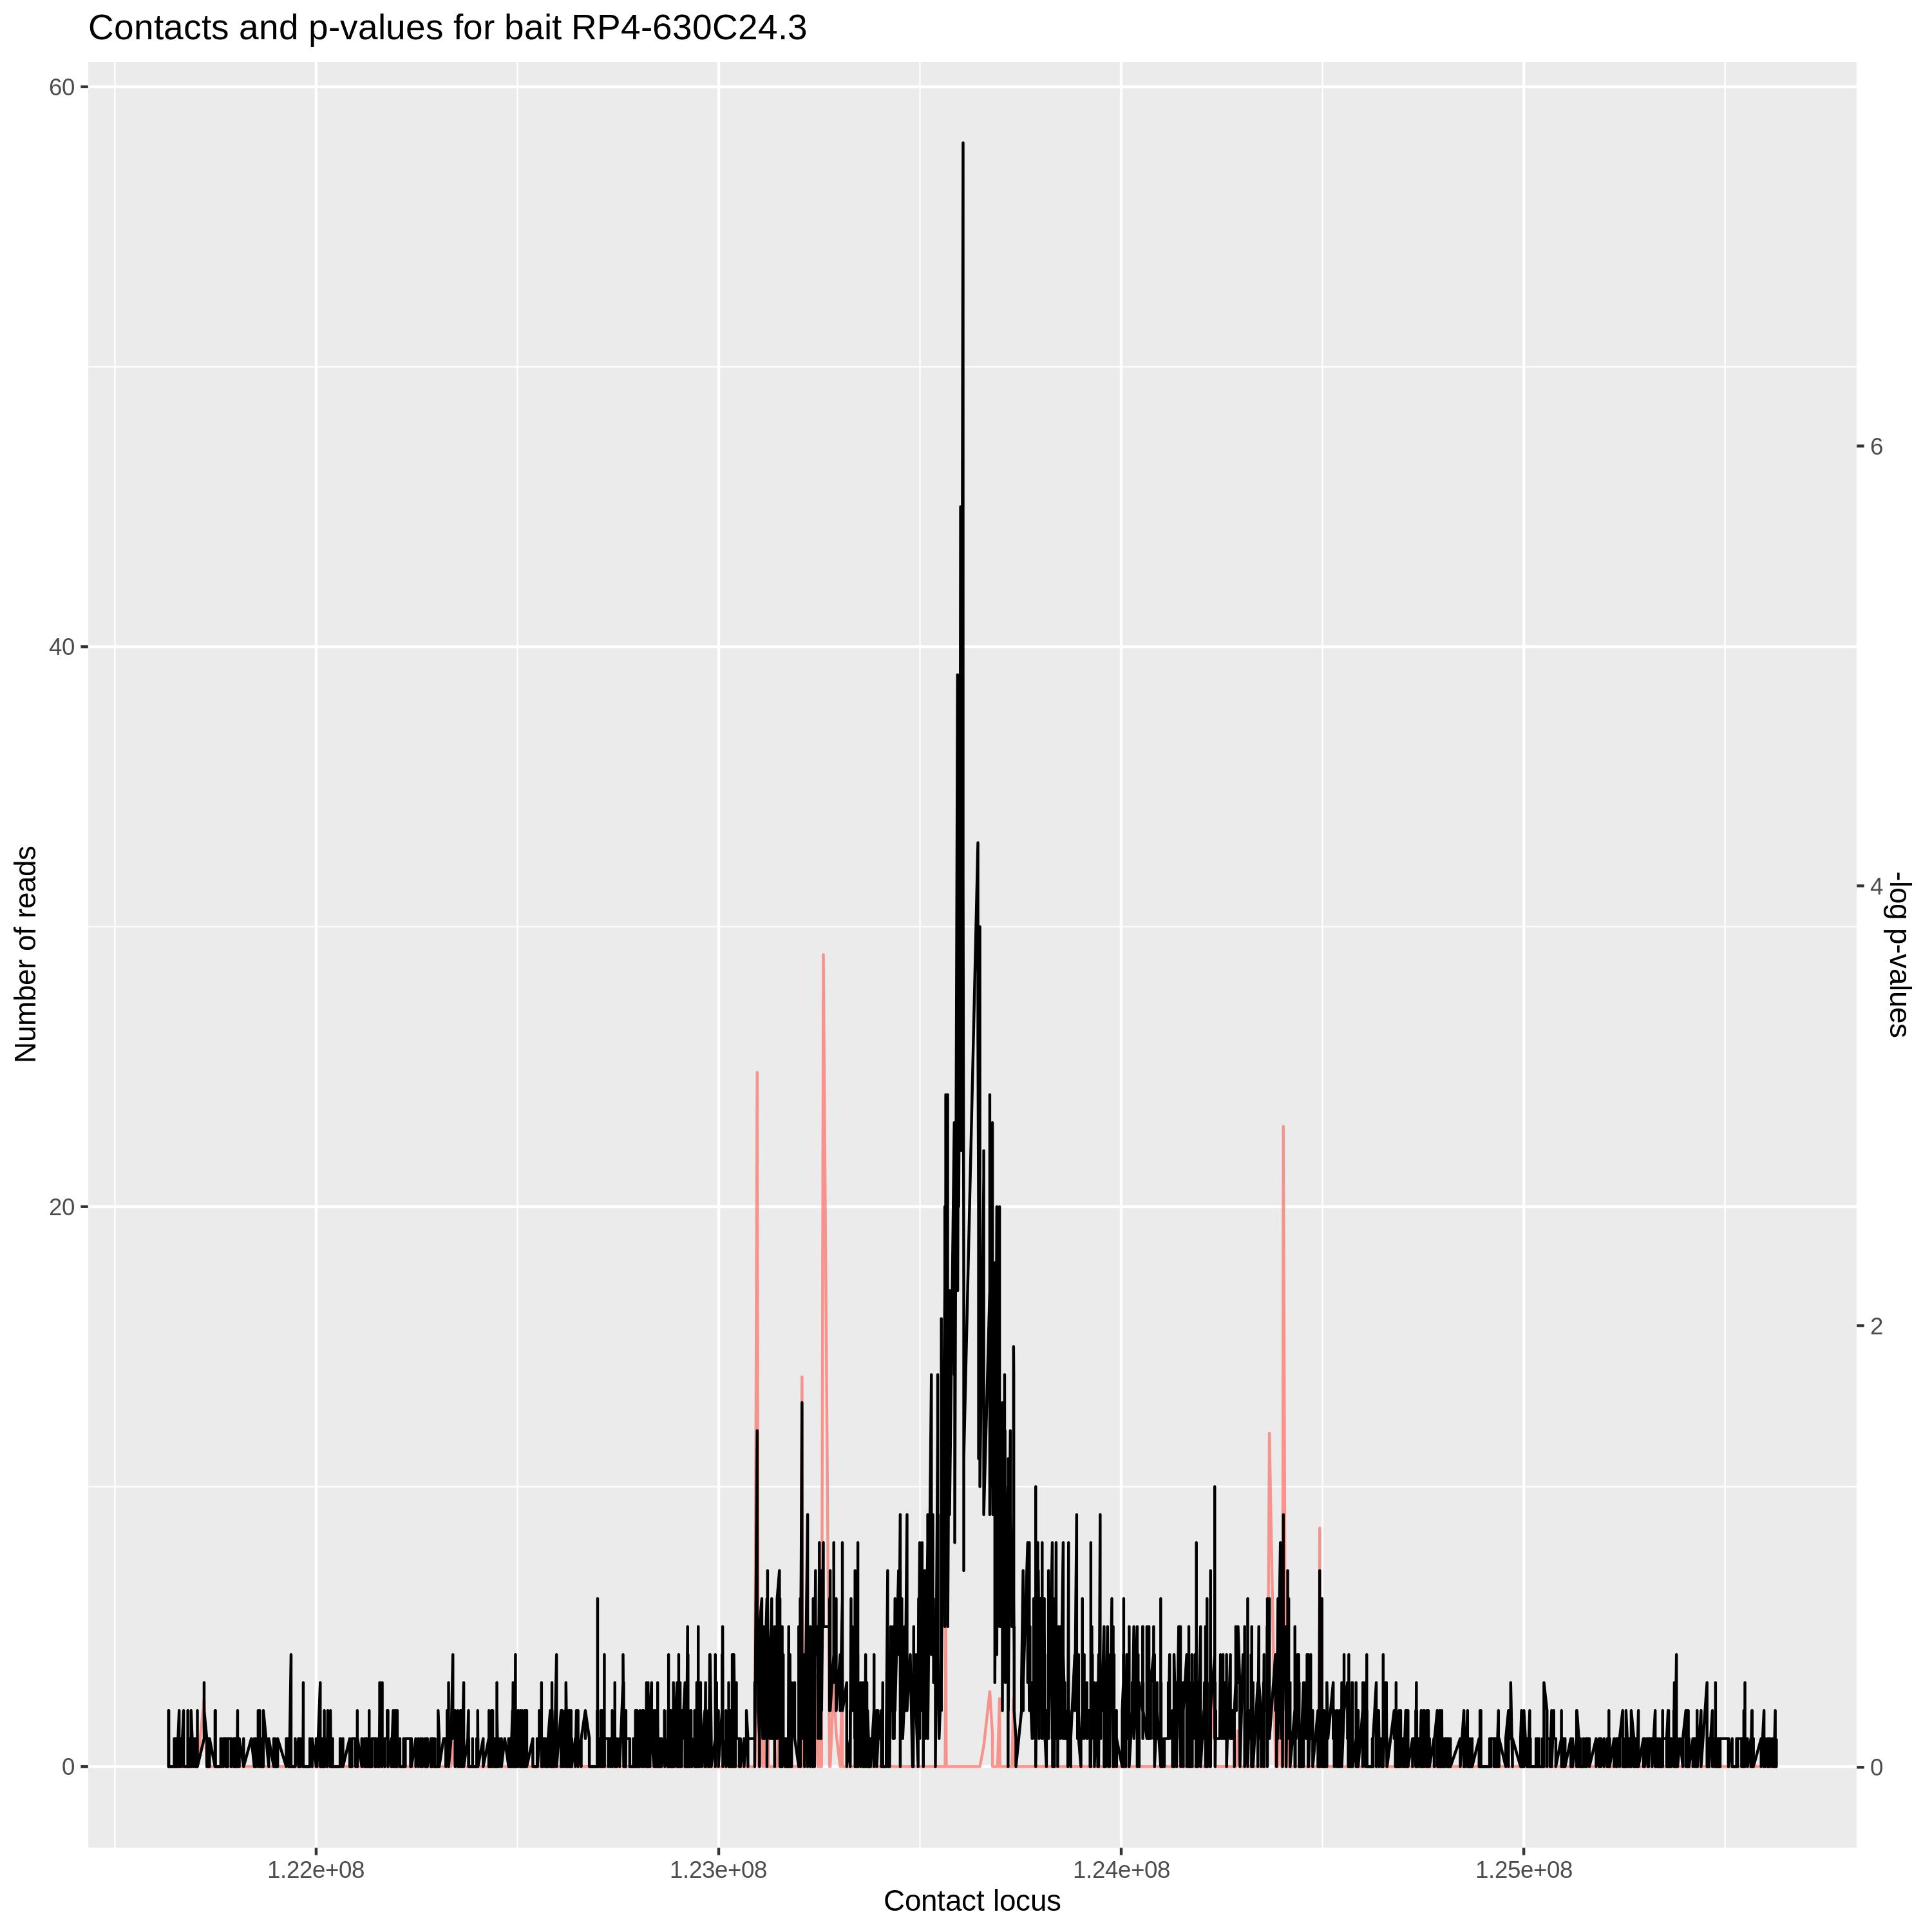 Contacts and p-values for bait RP4-630C24.3
60
40
20
0
6
4
2
0
Number of reads
-log p-values
1.22e+08
1.23e+08
1.24e+08
1.25e+08
Contact locus